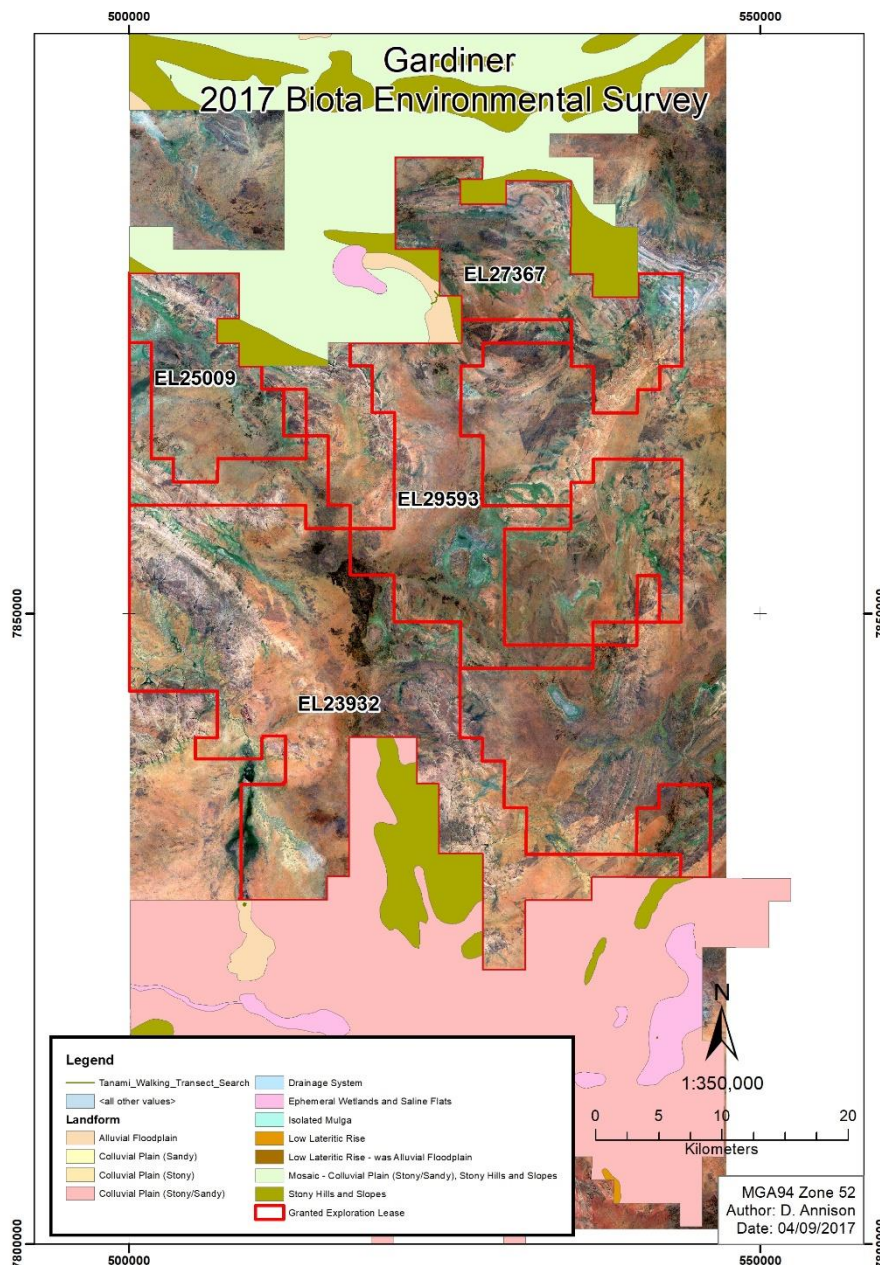 500000
550000
Gardiner
2017 Biota Environmental Survey
EL27367
EL25009
EL29593
7850000
7850000
EL23932
N
1:350,000
0 5 10 20
Kilometers
Legend
Tanami_Walking_Transect_Search
<all other values>
Landform
Alluvial Floodplain
Colluvial Plain (Sandy)
Colluvial Plain (Stony)
Colluvial Plain (Stony/Sandy)
Drainage System
Ephemeral Wetlands and Saline Flats
Isolated Mulga
Low Lateritic Rise
Low Lateritic Rise - was Alluvial Floodplain
Mosaic - Colluvial Plain (Stony/Sandy), Stony Hills and Slopes
Stony Hills and Slopes
Granted Exploration Lease
MGA94 Zone 52
Author: D. Annison
Date: 04/09/2017
7800000
7800000
500000
550000